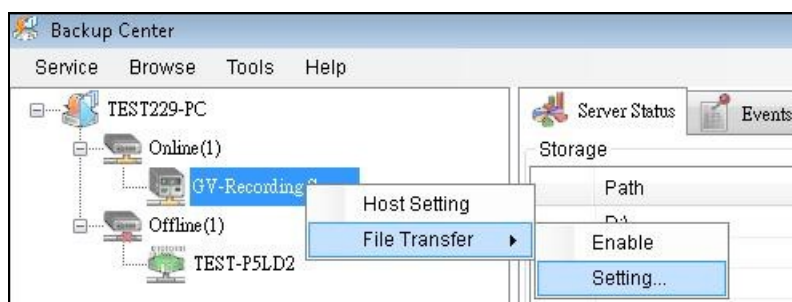 Backup Center
Service Browse Tools Help
TEST229-PC
Online(1)
GV-Recording
Offline(1)
TEST-P5LD2
Host Setting
File Transfer
Enable
Setting...
Server Status
Events
Storage
Path